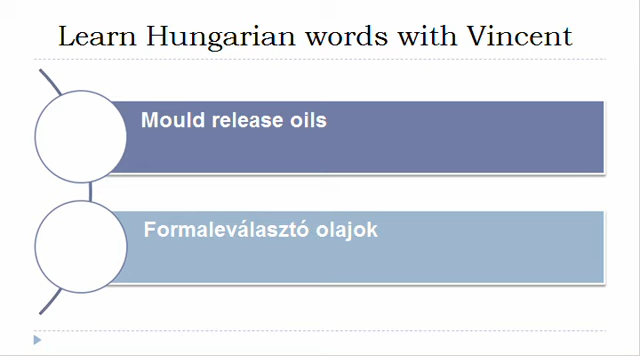 Learn Hungarian words with Vincent
Mould release oils
Formaleválasztó olajok